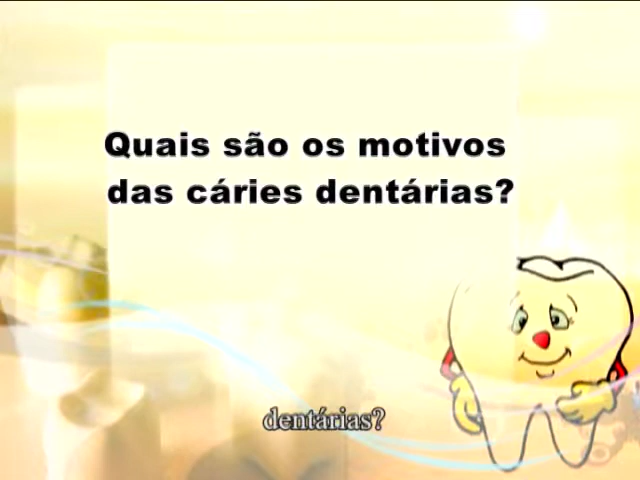 Quais são os motivos
das cáries dentárias?
dentárias?